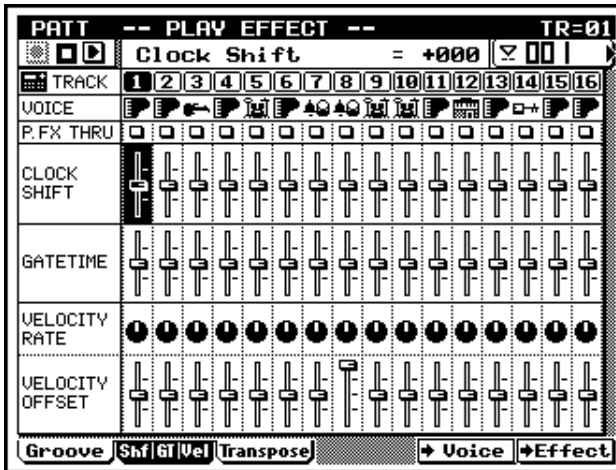 PATT -- PLAY EFFECT -- TR=01
Clock Shift = +000
TRACK 1 2 3 4 5 6 7 8 9 10 11 12 13 14 15 16
VOICE
P.FX THRU
CLOCK
SHIFT
GATETIME
VELOCITY
RATE
VELOCITY
OFFSET
Groove Shf GT Vel Transpose → Voice →Effect